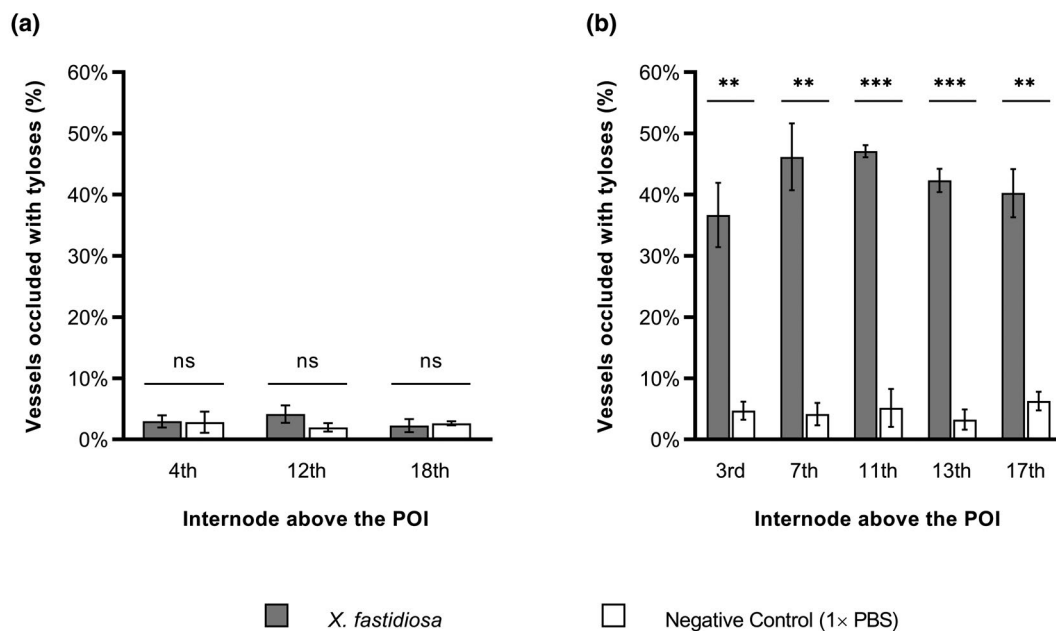 (a)
Vessels occluded with tyloses (%)
60%
50%
40%
30%
20%
10%
0%
ns
ns
ns
4th
12th
18th
Internode above the POI
(b)
Vessels occluded with tyloses (%)
60%
50%
40%
30%
20%
10%
0%
**
**
***
***
**
3rd
7th
11th
13th
17th
Internode above the POI
X. fastidiosa
Negative Control (1× PBS)